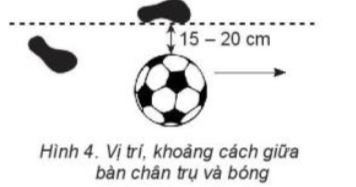 15 – 20 cm
Hình 4. Vị trí, khoảng cách giữa
bàn chân trụ và bóng